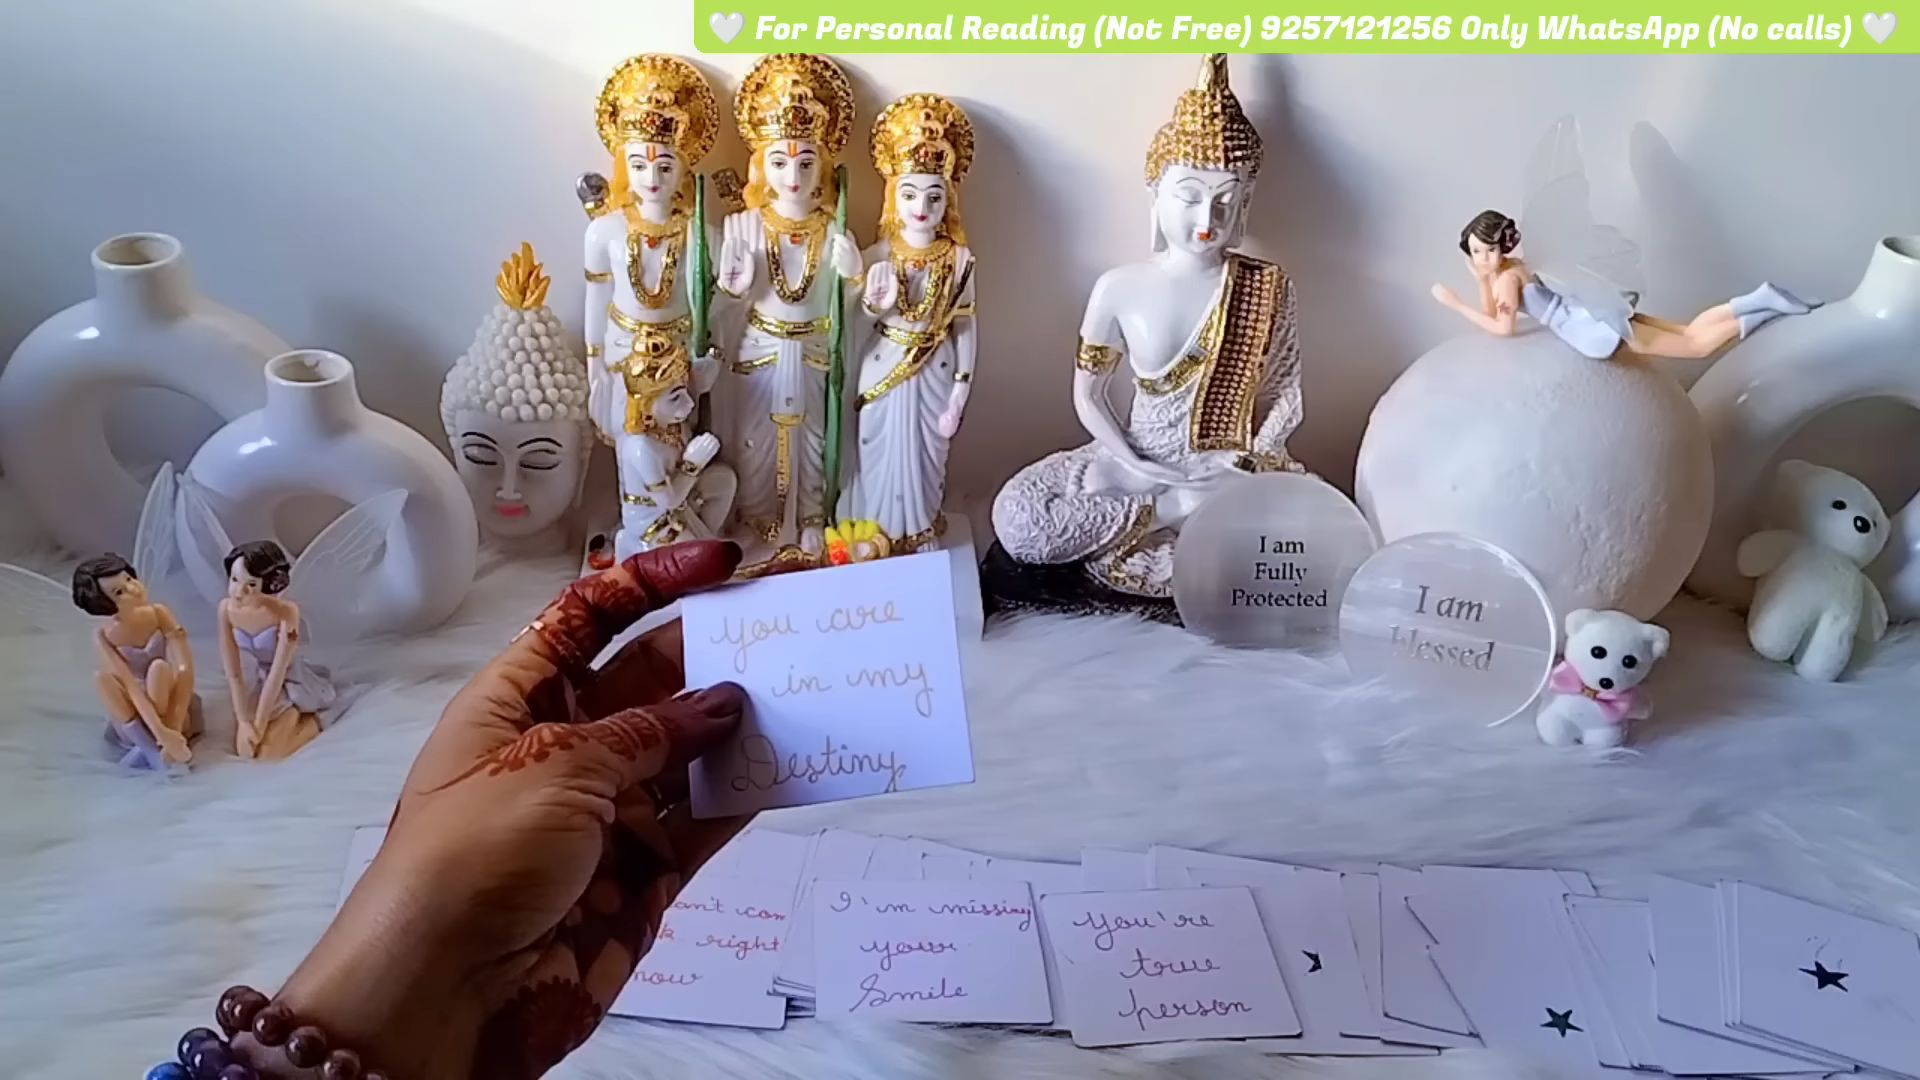 🤍 For Personal Reading (Not Free) 9257121256 Only WhatsApp (No calls) 🤍
I am
Fully
Protected
I am
blessed
you are
in my
Destiny
right
now
I'm missing
your
Smile
You're
true
person